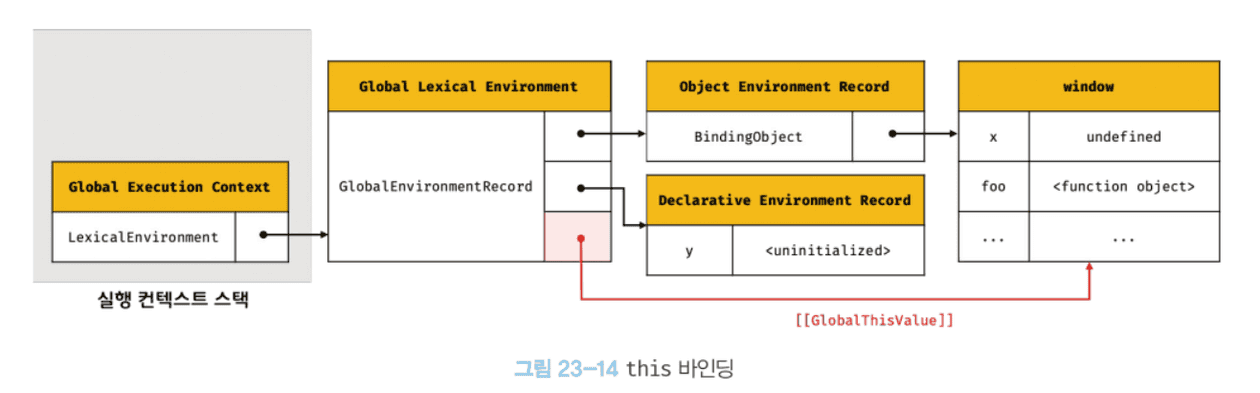 Global Execution Context
LexicalEnvironment
실행 컨텍스트 스택
Global Lexical Environment
GlobalEnvironmentRecord
Object Environment Record
BindingObject
Declarative Environment Record
y <uninitialized>
window
x undefined
foo <function object>
... ...
[[GlobalThisValue]]
그림 23-14 this 바인딩